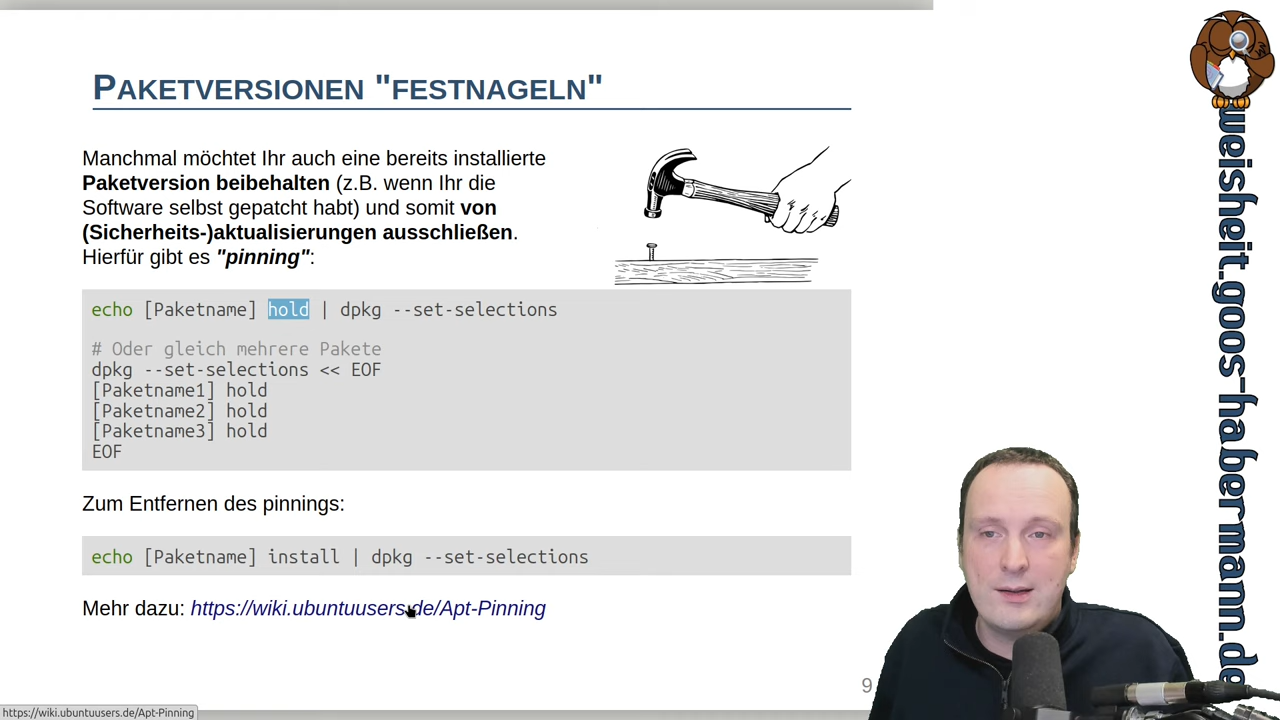 PAKETVERSIONEN "FESTNAGELN"
Manchmal möchtet Ihr auch eine bereits installierte
Paketversion beibehalten (z.B. wenn Ihr die
Software selbst gepatcht habt) und somit von
(Sicherheits-)aktualisierungen ausschließen.
Hierfür gibt es "pinning":
echo [Paketname] hold | dpkg --set-selections
# Oder gleich mehrere Pakete
dpkg --set-selections << EOF
[Paketname1] hold
[Paketname2] hold
[Paketname3] hold
EOF
Zum Entfernen des pinnings:
echo [Paketname] install | dpkg --set-selections
Mehr dazu: https://wiki.ubuntuusers.de/Apt-Pinning
9
https://wiki.ubuntuusers.de/Apt-Pinning
weisheit.goos-habermann.de